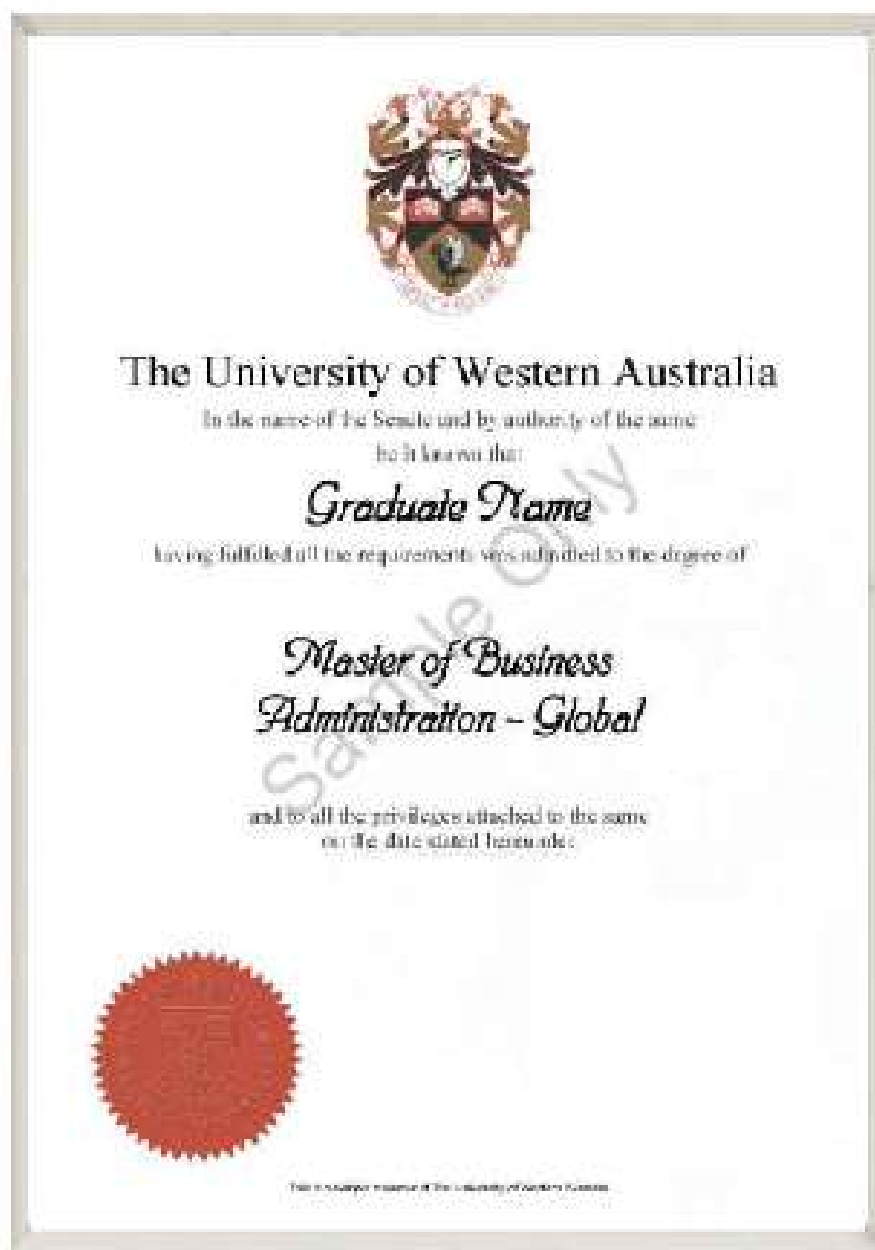 The University of Western Australia
In the name of the Senate and by authority of the same
be it known that
Graduate Name
having fulfilled all the requirements was admitted to the degree of
Master of Business
Administration - Global
Sample Only
and to all the privileges attached to the same
on the date stated hereunder